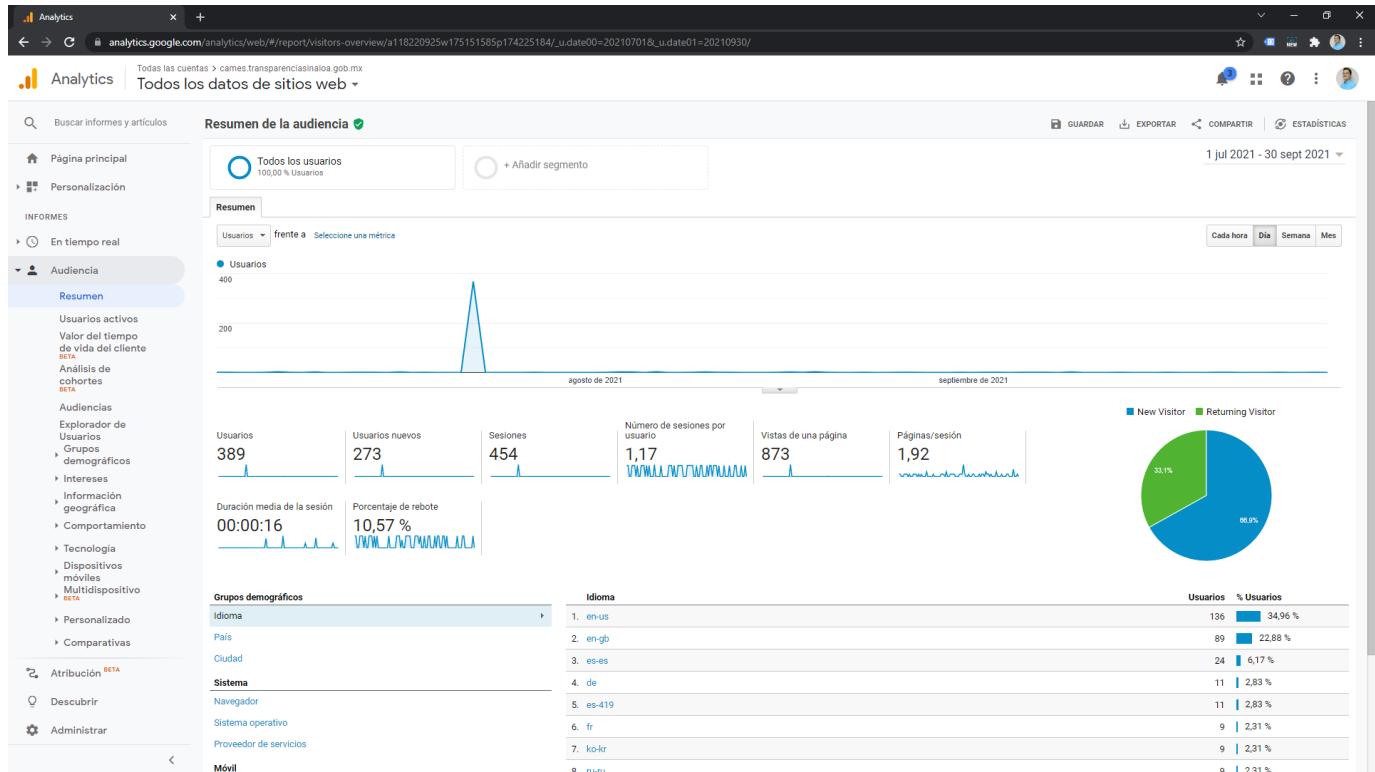 Analytics
analytics.google.com/analytics/web/#/report/visitors-overview/a118220925w175151585p174225184/_u.date00=20210701&_u.date01=20210930/
NEW
Analytics
Todas las cuentas > cames.transparenciasinaloa.gob.mx
Todos los datos de sitios web
3
Buscar informes y artículos
Página principal
Personalización
INFORMES
En tiempo real
Audiencia
Resumen
Usuarios activos
Valor del tiempo
de vida del cliente
BETA
Análisis de
cohortes
BETA
Audiencias
Explorador de
Usuarios
Grupos
demográficos
Intereses
Información
geográfica
Comportamiento
Tecnología
Dispositivos
móviles
Multidispositivo
BETA
Personalizado
Comparativas
Atribución BETA
Descubrir
Administrar
Resumen de la audiencia
GUARDAR
EXPORTAR
COMPARTIR
ESTADÍSTICAS
Todos los usuarios
100,00 % Usuarios
+ Añadir segmento
1 jul 2021 - 30 sept 2021
Resumen
Usuarios frente a Seleccione una métrica
Cada hora Día Semana Mes
Usuarios
400
200
agosto de 2021
septiembre de 2021
New Visitor Returning Visitor
33,1%
66,9%
Usuarios
389
Usuarios nuevos
273
Sesiones
454
Número de sesiones por
usuario
1,17
Vistas de una página
873
Páginas/sesión
1,92
Duración media de la sesión
00:00:16
Porcentaje de rebote
10,57 %
Grupos demográficos
Idioma
País
Ciudad
Sistema
Navegador
Sistema operativo
Proveedor de servicios
Móvil
Idioma Usuarios % Usuarios
1. en-us 136 34,96 %
2. en-gb 89 22,88 %
3. es-es 24 6,17 %
4. de 11 2,83 %
5. es-419 11 2,83 %
6. fr 9 2,31 %
7. ko-kr 9 2,31 %
8. ru-ru 9 2,31 %